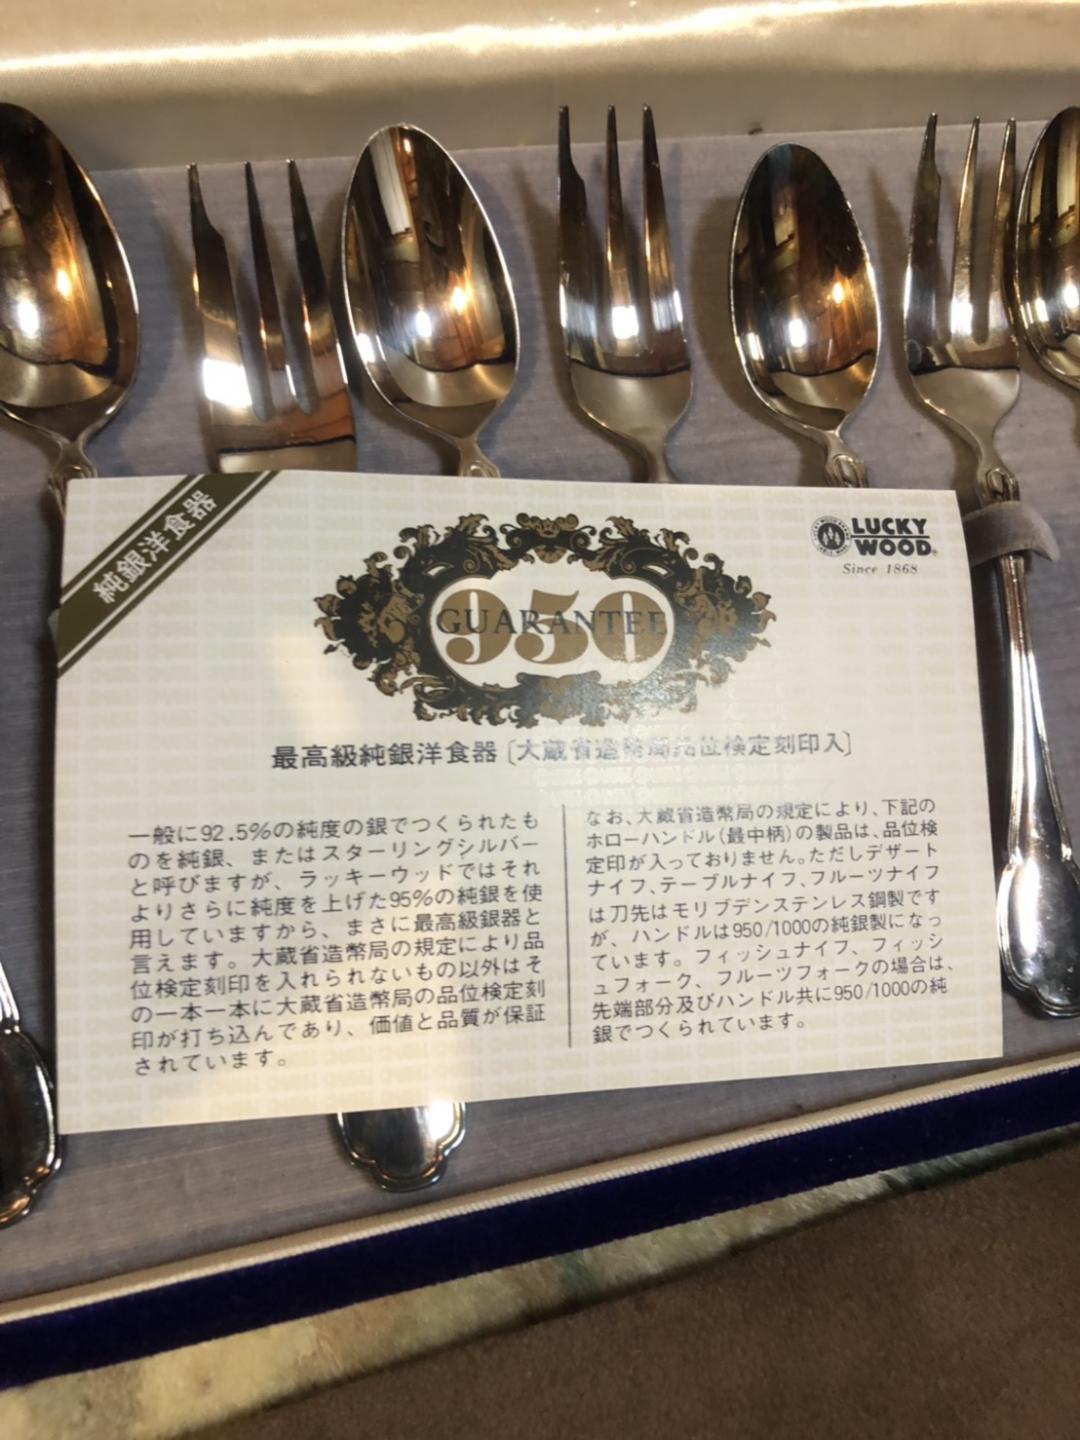 純銀洋食器
LUCKY
WOOD
Since 1868
950
GUARANTEE
最高級純銀洋食器〔大蔵省造幣局品位検定刻印入〕
一般に92.5%の純度の銀でつくられたも
のを純銀、またはスターリングシルバー
と呼びますが、ラッキーウッドではそれ
よりさらに純度を上げた95%の純銀を使
用していますから、まさに最高級銀器と
言えます。大蔵省造幣局の規定により品
位検定刻印を入れられないもの以外はそ
の一本一本に大蔵省造幣局の品位検定刻
印が打ち込んであり、価値と品質が保証
されています。
なお、大蔵省造幣局の規定により、下記の
ホローハンドル(最中柄)の製品は、品位検
定印が入っておりません。ただしデザート
ナイフ、テーブルナイフ、フルーツナイフ
は刃先はモリブデンステンレス鋼製です
が、ハンドルは950/1000の純銀製になっ
ています。フィッシュナイフ、フィッシ
ュフォーク、フルーツフォークの場合は、
先端部分及びハンドル共に950/1000の純
銀でつくられています。